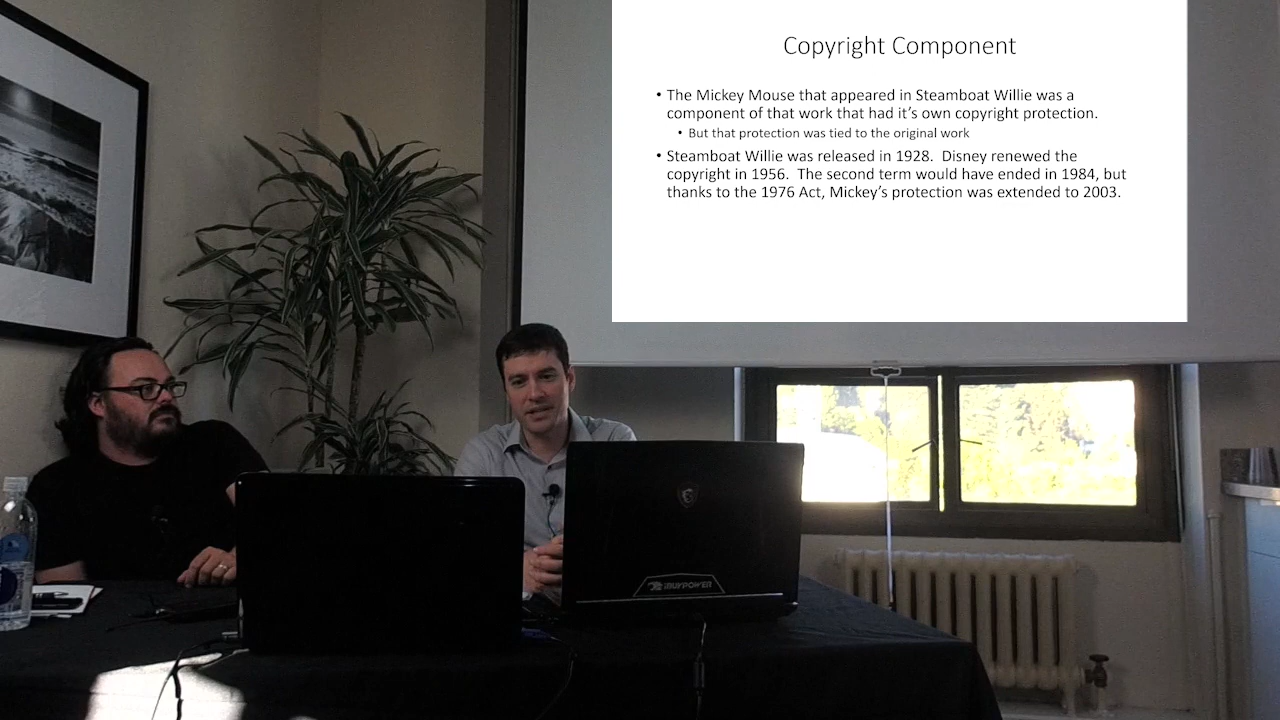 Copyright Component
• The Mickey Mouse that appeared in Steamboat Willie was a
component of that work that had it's own copyright protection.
• But that protection was tied to the original work
• Steamboat Willie was released in 1928.  Disney renewed the
copyright in 1956.  The second term would have ended in 1984, but
thanks to the 1976 Act, Mickey's protection was extended to 2003.
iBUYPOWER